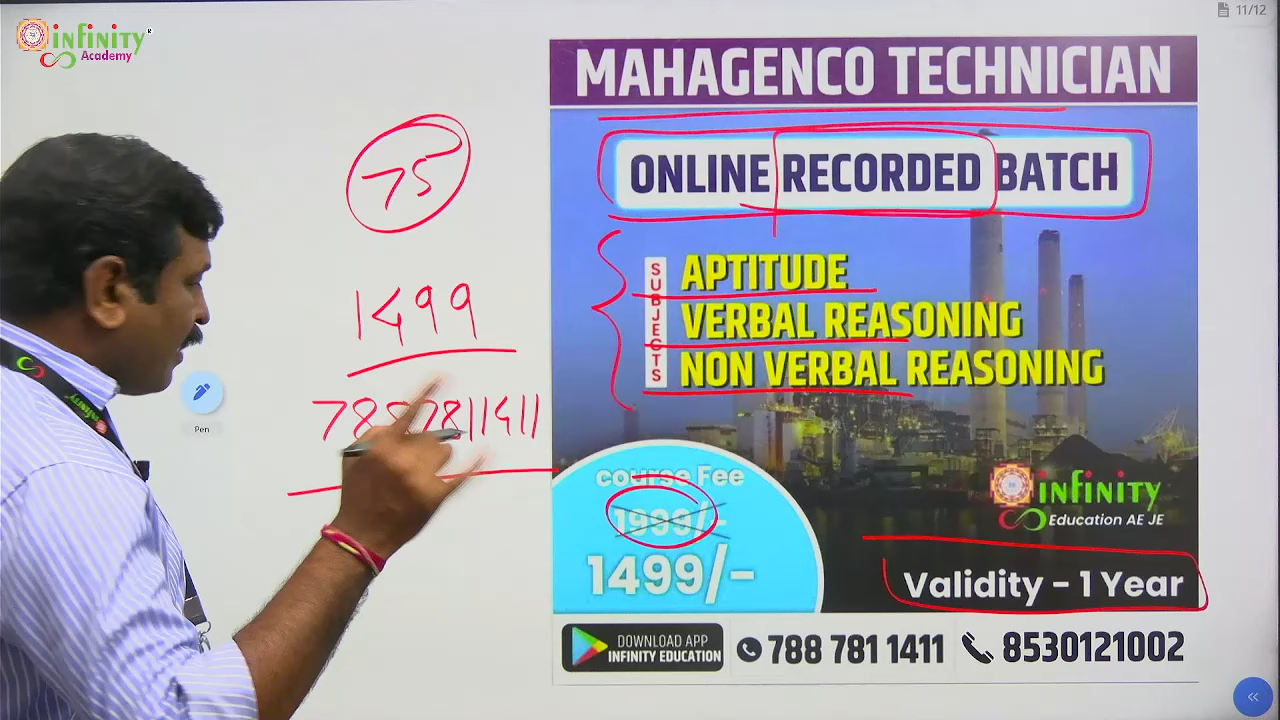 11/12
infinity
Academy
75
1499
Pen
MAHAGENCO TECHNICIAN
ONLINE RECORDED BATCH
SUBJECTS
APTITUDE
VERBAL REASONING
NON VERBAL REASONING
course Fee
1999/-
1499/-
infinity
Education AE JE
Validity - 1 Year
DOWNLOAD APP
INFINITY EDUCATION
788 781 1411
8530121002